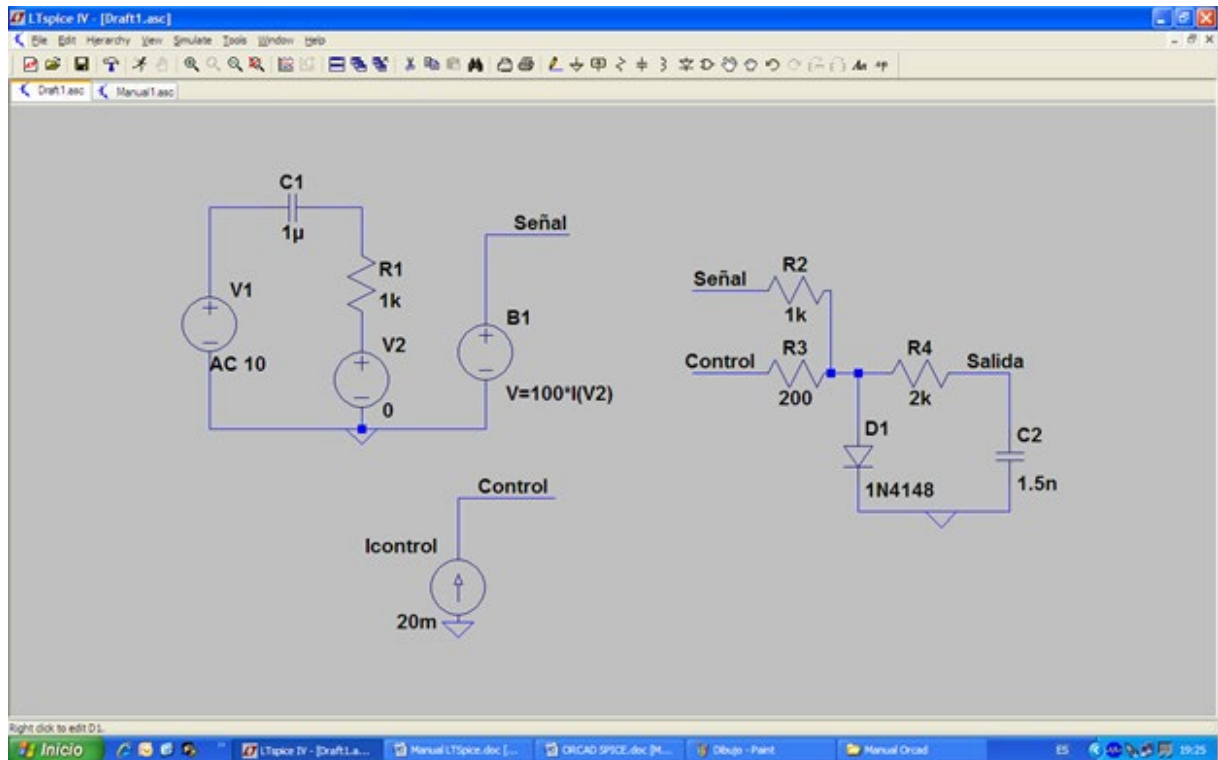 LTspice IV - [Draft1.asc]
File Edit Hierarchy View Simulate Tools Window Help
Draft1.asc Manual1.asc
C1
1µ
R1
1k
V1
AC 10
V2
0
Señal
B1
V=100*I(V2)
Control
Icontrol
20m
Señal
R2
1k
Control
R3
200
R4
2k
Salida
D1
1N4148
C2
1.5n
Right click to edit D1.
Inicio LTspice IV - [Draft1.a... Manual LTSpice.doc [... ORCAD SPICE.doc [M... Dibujo - Paint Manual Orcad ES 19:25